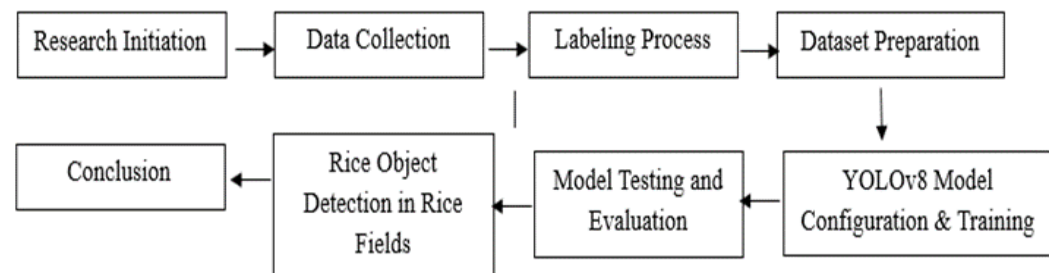 Research Initiation
Data Collection
Labeling Process
Dataset Preparation
YOLOv8 Model
Configuration & Training
Model Testing and
Evaluation
Rice Object
Detection in Rice
Fields
Conclusion